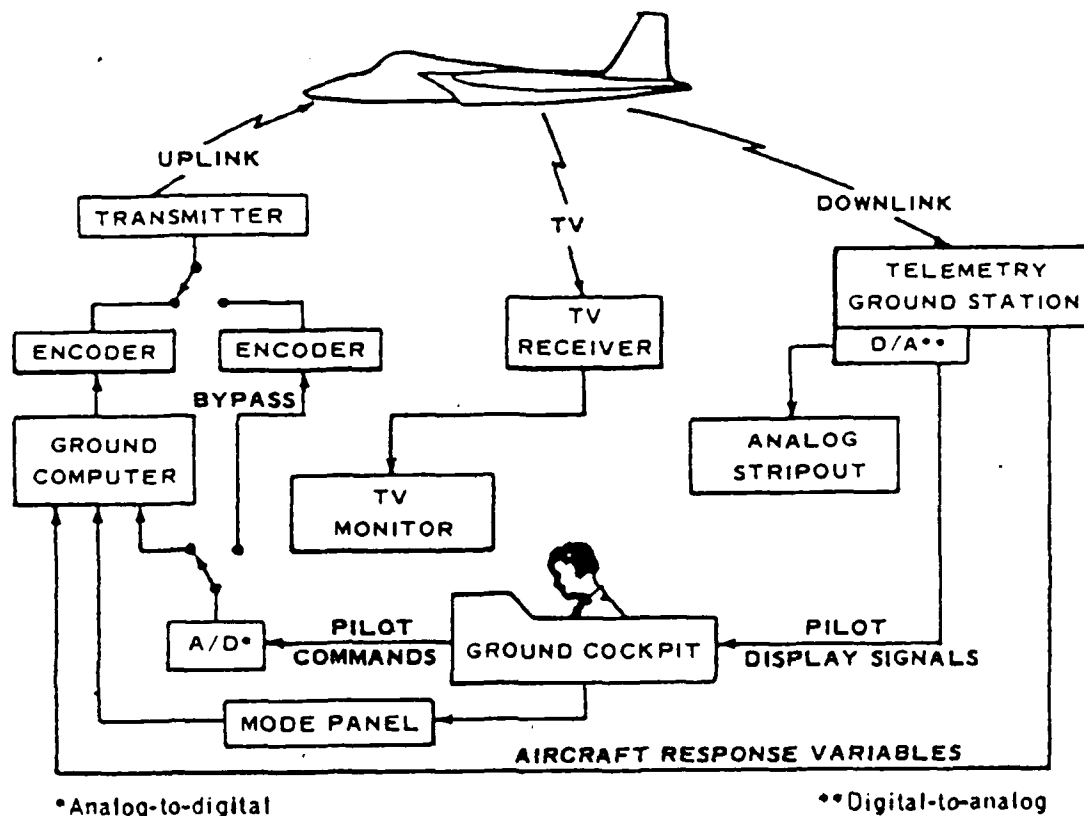 UPLINK
TRANSMITTER
TV
DOWNLINK
TELEMETRY
GROUND STATION
D/A**
TV
RECEIVER
ENCODER
ENCODER
BYPASS
GROUND
COMPUTER
TV
MONITOR
ANALOG
STRIPOUT
A/D*
PILOT
COMMANDS
GROUND COCKPIT
PILOT
DISPLAY SIGNALS
MODE PANEL
AIRCRAFT RESPONSE VARIABLES
*Analog-to-digital
**Digital-to-analog